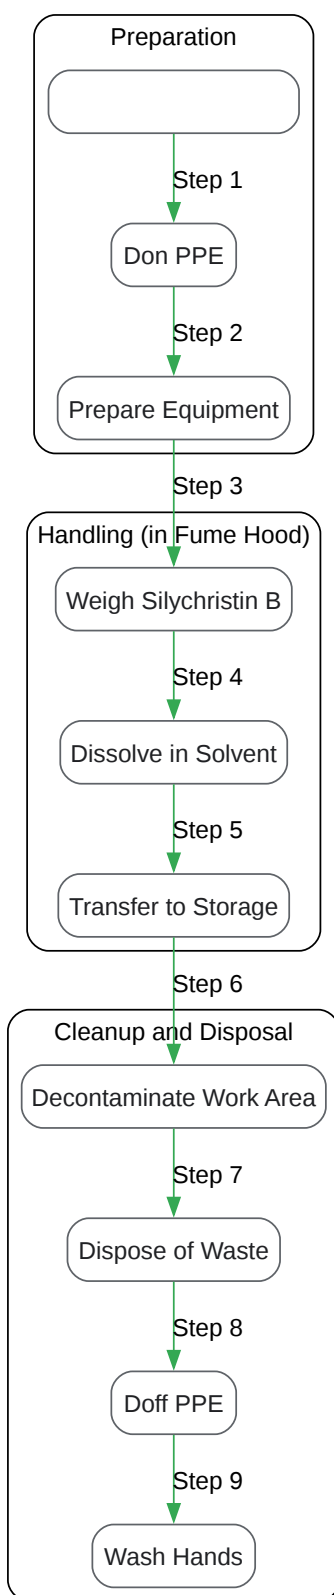 Preparation
Step 1
Don PPE
Step 2
Prepare Equipment
Step 3
Handling (in Fume Hood)
Weigh Silychristin B
Step 4
Dissolve in Solvent
Step 5
Transfer to Storage
Step 6
Cleanup and Disposal
Decontaminate Work Area
Step 7
Dispose of Waste
Step 8
Doff PPE
Step 9
Wash Hands